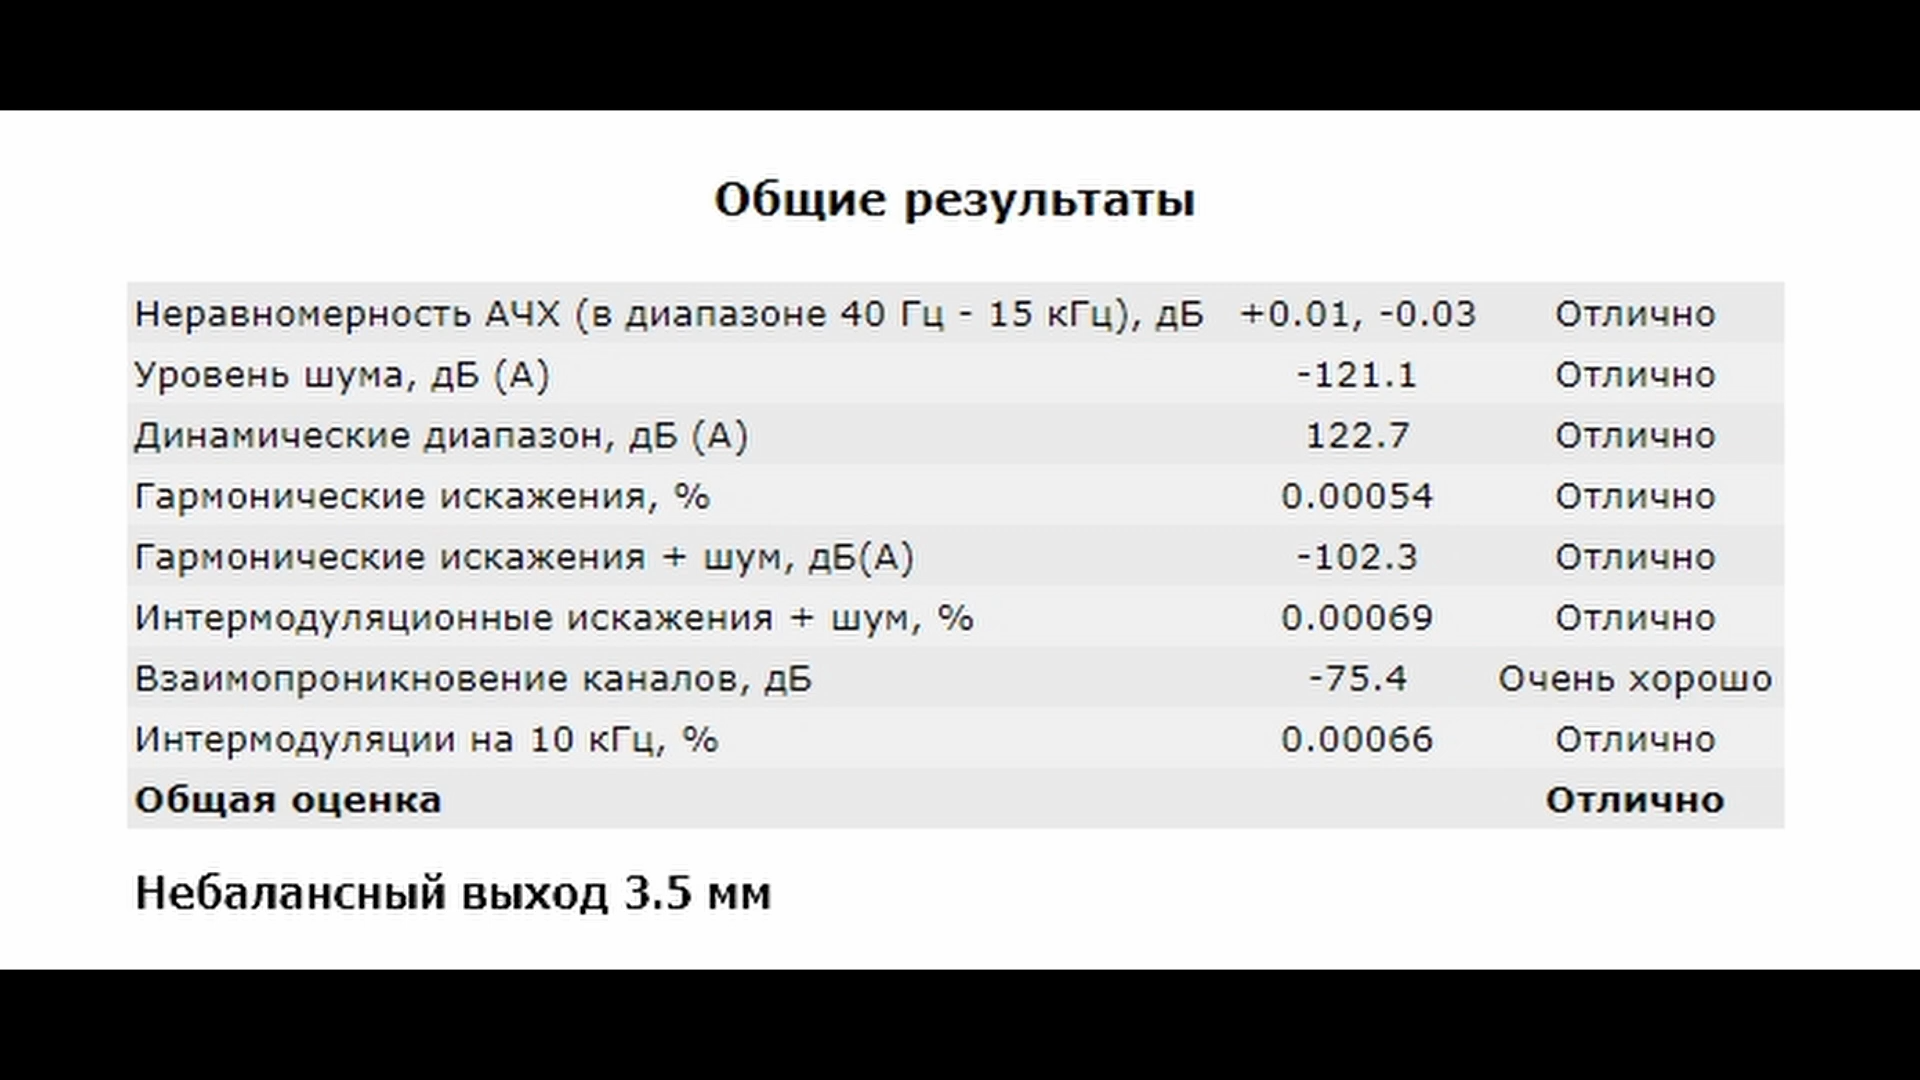 Общие результаты
Неравномерность АЧХ (в диапазоне 40 Гц - 15 кГц), дБ +0.01, -0.03 Отлично
Уровень шума, дБ (А) -121.1 Отлично
Динамический диапазон, дБ (А) 122.7 Отлично
Гармонические искажения, % 0.00054 Отлично
Гармонические искажения + шум, дБ(A) -102.3 Отлично
Интермодуляционные искажения + шум, % 0.00069 Отлично
Взаимопроникновение каналов, дБ -75.4 Очень хорошо
Интермодуляции на 10 кГц, % 0.00066 Отлично
Общая оценка Отлично
Небалансный выход 3.5 мм